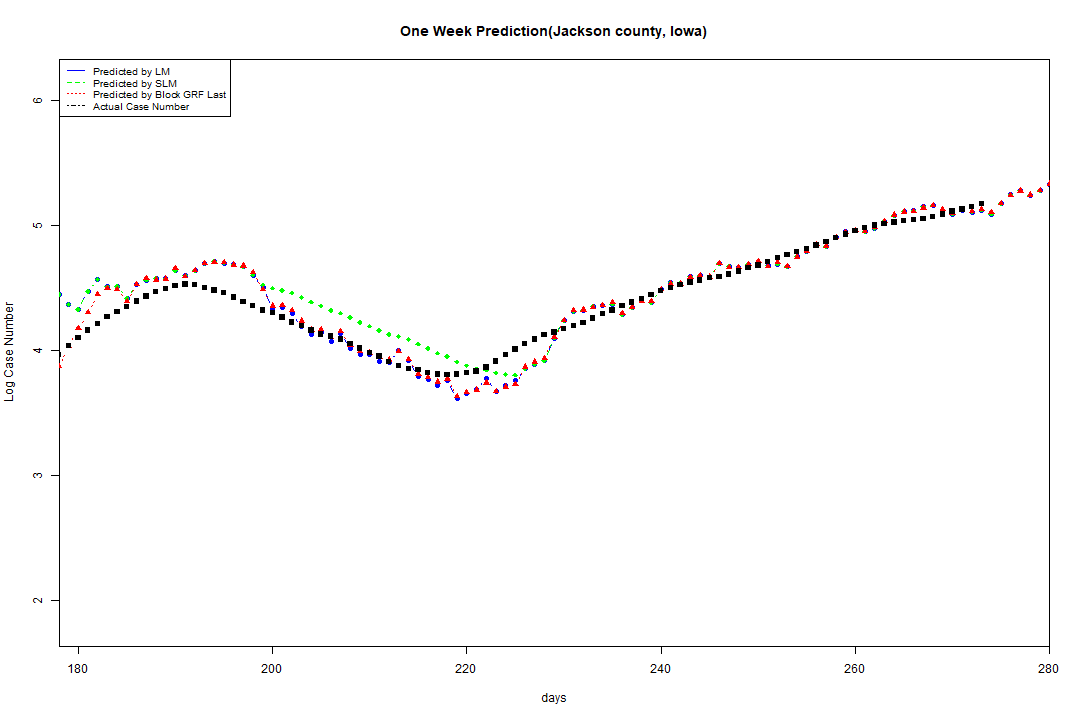 One Week Prediction(Jackson county, Iowa)
Predicted by LM
Predicted by SLM
Predicted by Block GRF Last
Actual Case Number
6
5
4
3
2
Log Case Number
180 200 220 240 260 280
days